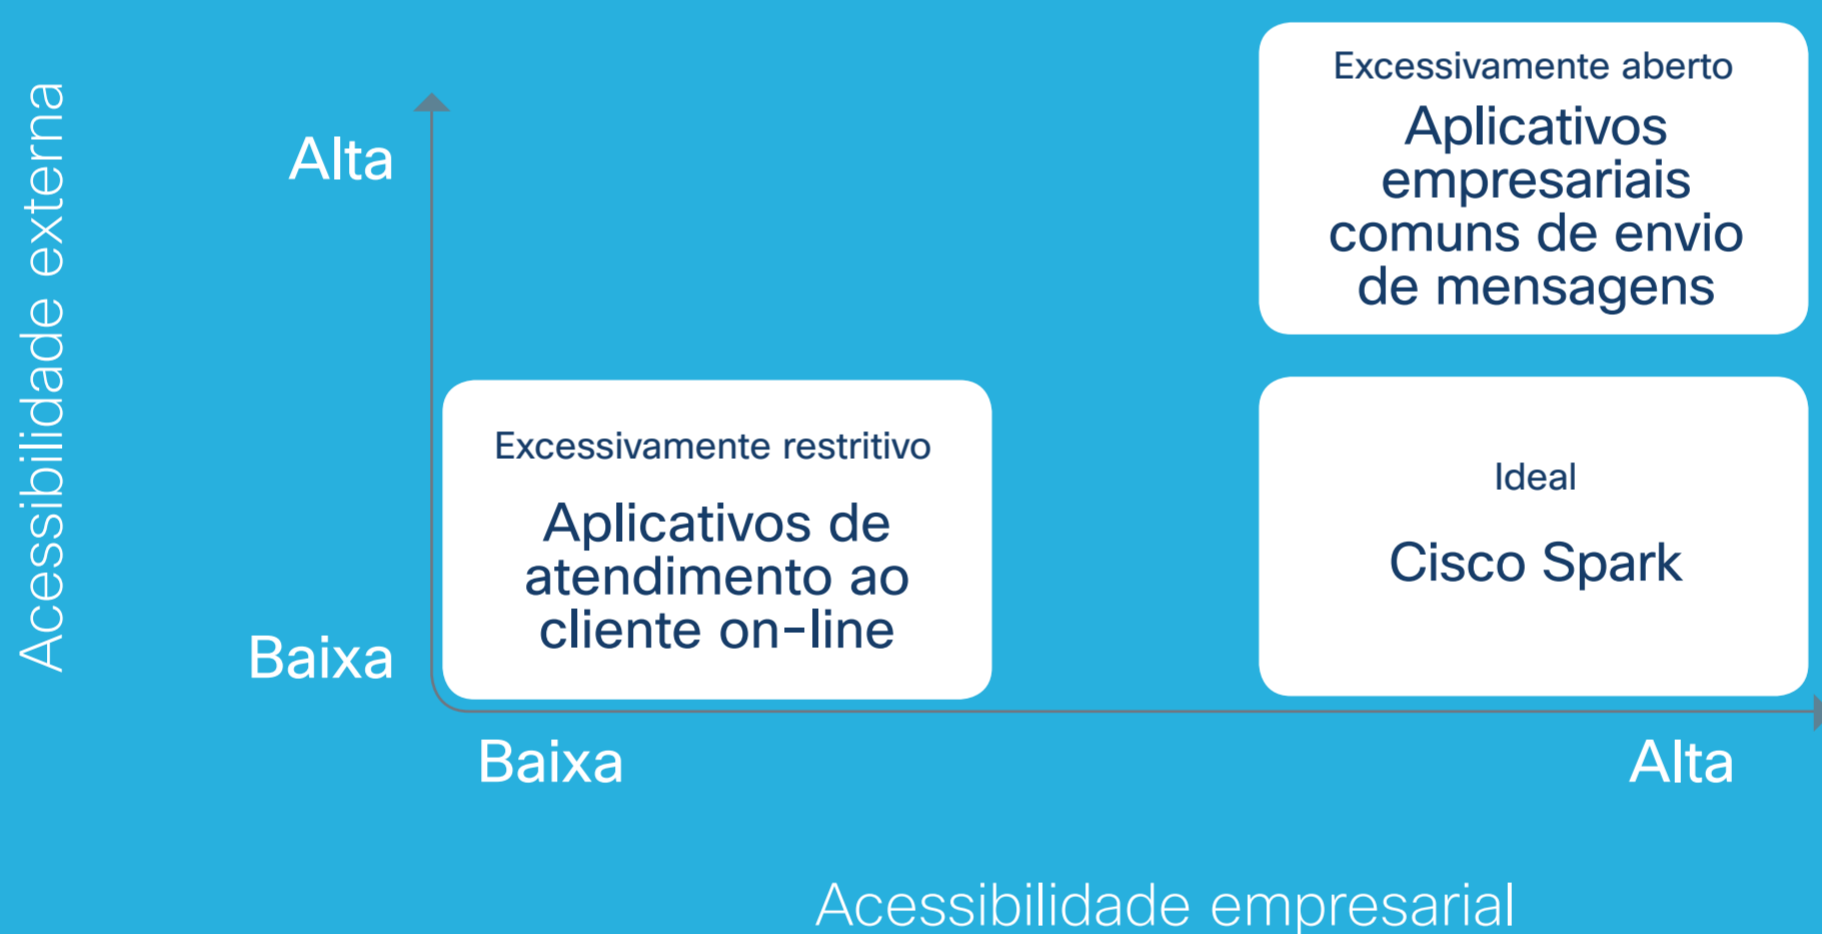 Acessibilidade externa
Alta
Baixa
Excessivamente aberto
Aplicativos
empresariais
comuns de envio
de mensagens
Excessivamente restritivo
Aplicativos de
atendimento ao
cliente on-line
Ideal
Cisco Spark
Baixa
Alta
Acessibilidade empresarial